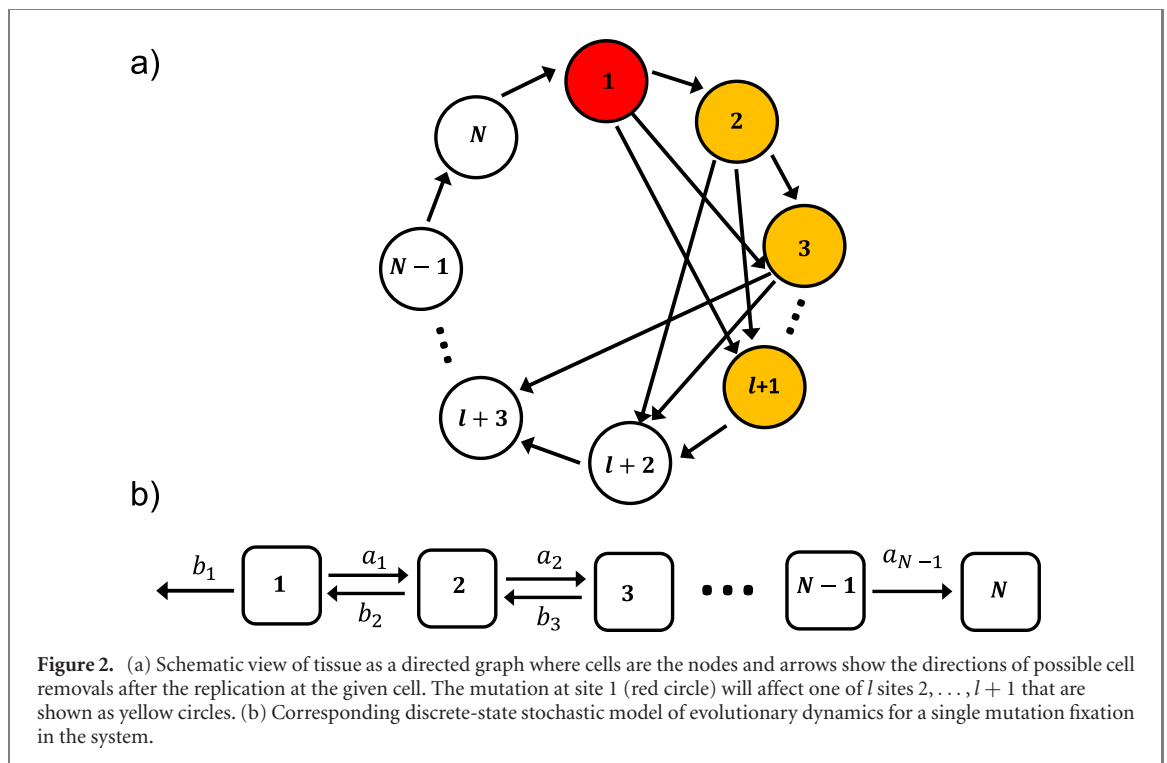 a)
1
2
3
l+1
l + 2
l + 3
N − 1
N
b)
b₁
1
a₁
b₂
2
a₂
b₃
3
N − 1
a_{N−1}
N
Figure 2. (a) Schematic view of tissue as a directed graph where cells are the nodes and arrows show the directions of possible cell
removals after the replication at the given cell. The mutation at site 1 (red circle) will affect one of l sites 2, . . . , l + 1 that are
shown as yellow circles. (b) Corresponding discrete-state stochastic model of evolutionary dynamics for a single mutation fixation
in the system.